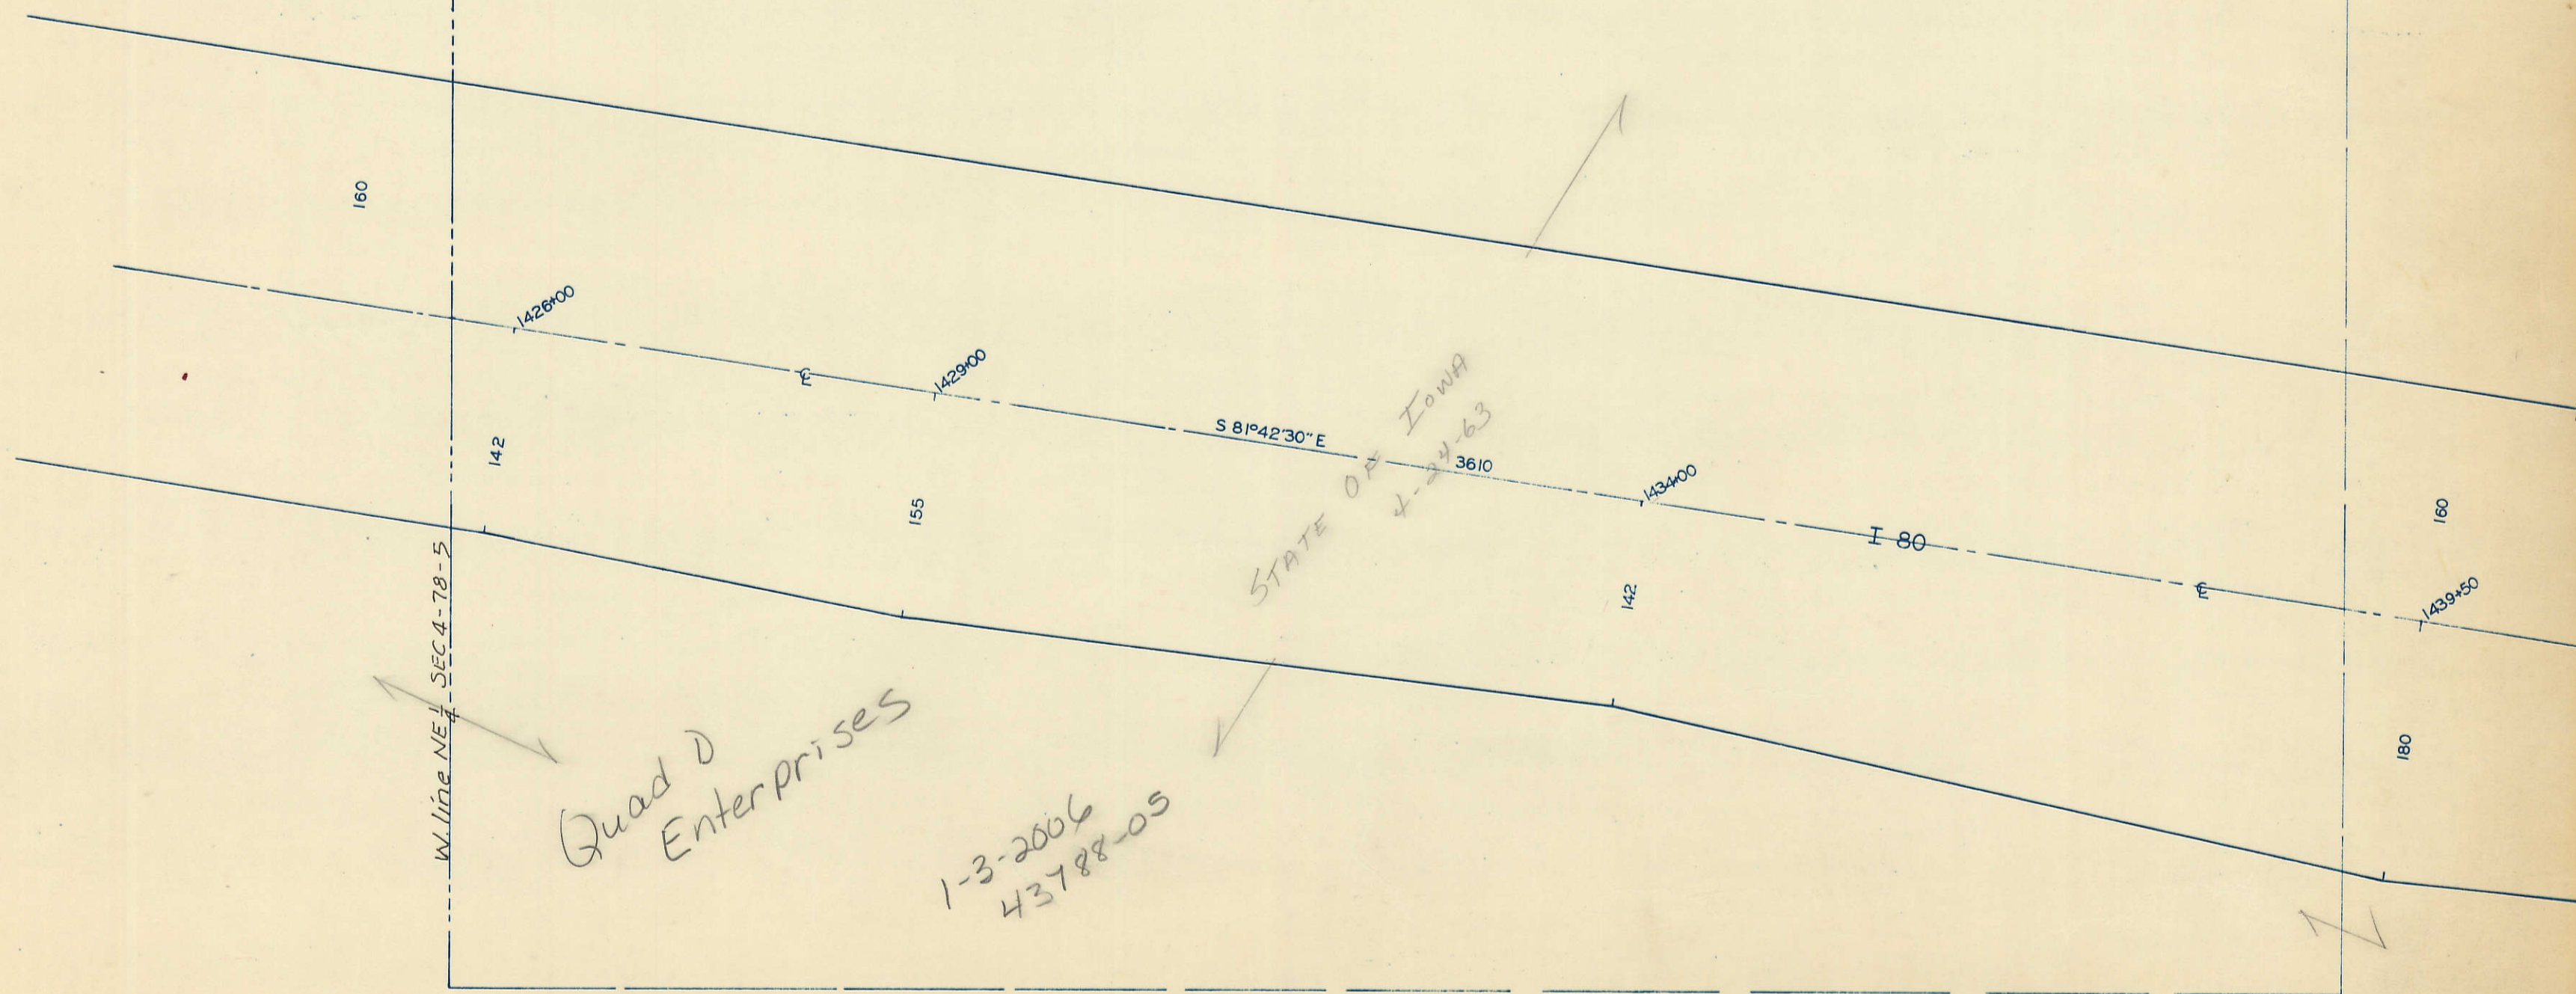 160
1426+00
℄
1429+00
142
155
S 81°42'30" E
3610
STATE OF IOWA
4-24-63
1434+00
I 80
142
160
℄
1439+50
180
W. line NE 1/4 SEC 4-78-5
Quad D
Enterprises
1-3-2006
43788-05